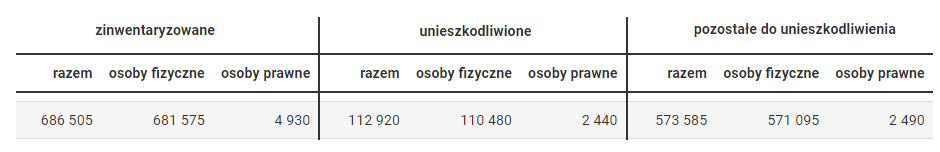 zinwentaryzowane unieszkodliwione pozostałe do unieszkodliwienia
razem osoby fizyczne osoby prawne razem osoby fizyczne osoby prawne razem osoby fizyczne osoby prawne
686 505 681 575 4 930 112 920 110 480 2 440 573 585 571 095 2 490